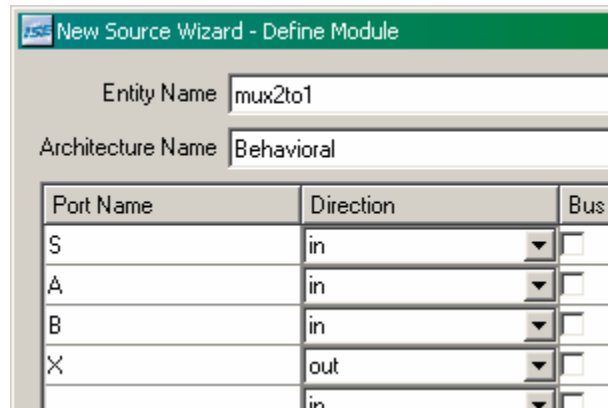 ISE New Source Wizard - Define Module
Entity Name mux2to1
Architecture Name Behavioral
Port Name Direction Bus
S in
A in
B in
X out
in